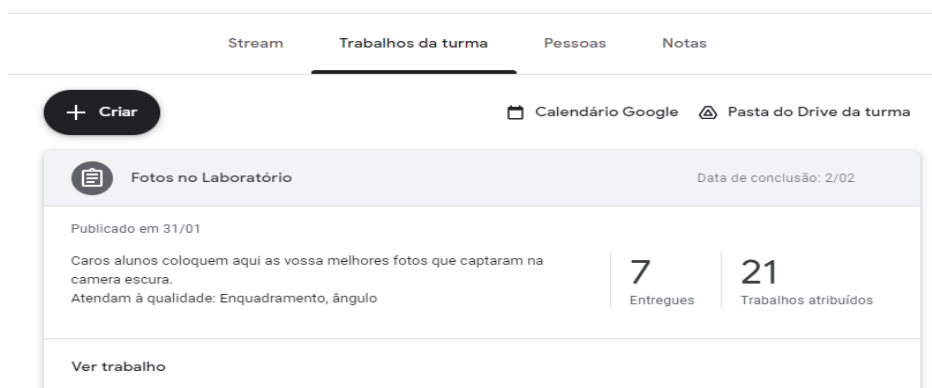 Stream Trabalhos da turma Pessoas Notas
Criar Calendário Google Pasta do Drive da turma
Fotos no Laboratório Data de conclusão: 2/02
Publicado em 31/01
Caros alunos coloquem aqui as vossa melhores fotos que captaram na
camera escura.
Atendam à qualidade: Enquadramento, ângulo
7 21
Entregues Trabalhos atribuídos
Ver trabalho